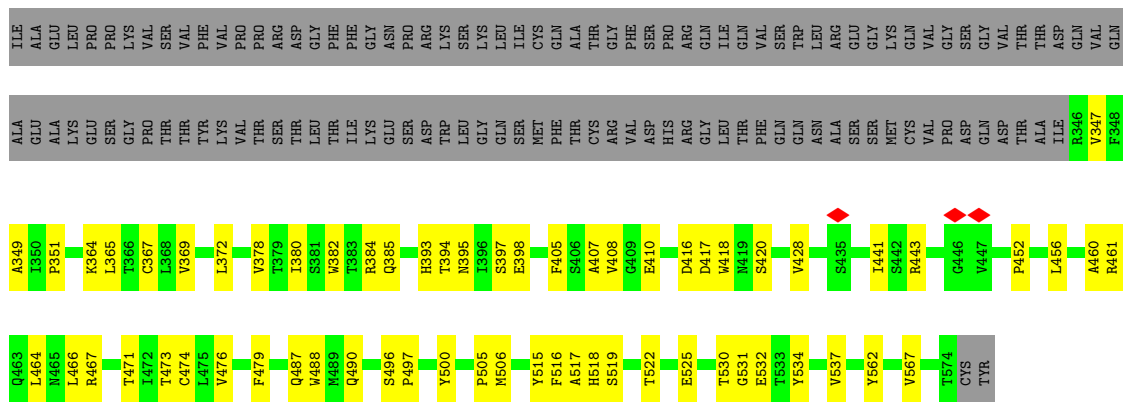 ILE ALA GLU LEU PRO PRO LYS VAL SER VAL PHE VAL PRO PRO ARG ASP GLY PHE PHE GLY ASN PRO ARG LYS SER LYS LEU ILE CYS GLN ALA THR GLY PHE SER PRO ARG GLN ILE GLN VAL SER TRP LEU ARG GLU GLY LYS GLN VAL GLY SER GLY VAL THR THR ASP GLN VAL GLN
ALA GLU ALA LYS GLU SER GLY PRO THR THR TYR LYS VAL THR SER THR LEU THR ILE LYS GLU SER ASP TRP LEU GLY GLN SER MET PHE THR CYS ARG VAL ASP HIS ARG GLY LEU THR PHE GLN GLN ASN ALA SER SER MET CYS VAL PRO ASP GLN ASP THR ALA ILE R346 V347 F348
A349 I350 P351 K364 L365 T366 C367 L368 V369 L372 V378 T379 I380 S381 W382 T383 R384 Q385 H393 T394 N395 I396 S397 E398 F405 S406 A407 V408 G409 E410 D416 D417 W418 N419 S420 V428 S435 I441 S442 R443 G446 V447 P452 L456 A460 R461
Q463 L464 N465 L466 R467 T471 I472 T473 C474 L475 V476 F479 Q487 W488 M489 Q490 S496 P497 Y500 P505 M506 Y515 F516 A517 H518 S519 T522 E525 T530 G531 E532 T533 Y534 V537 Y562 V567 T574 CYS TYR